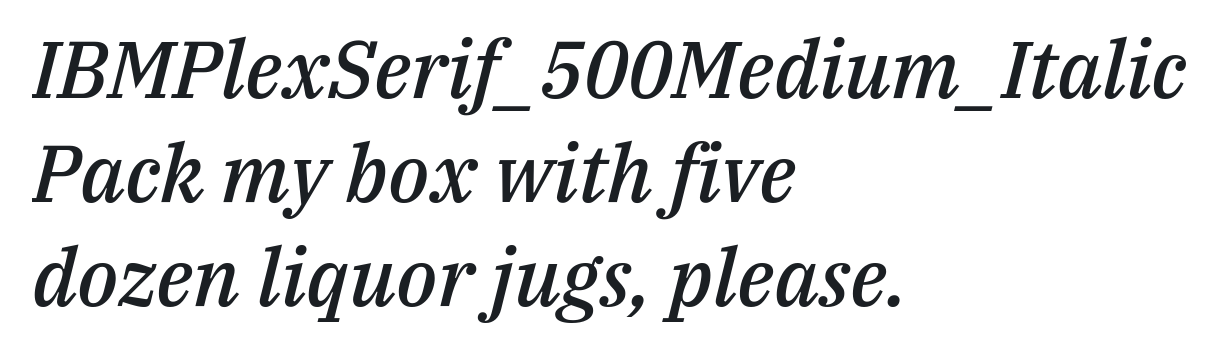 IBMPlexSerif_500Medium_Italic
Pack my box with five
dozen liquor jugs, please.